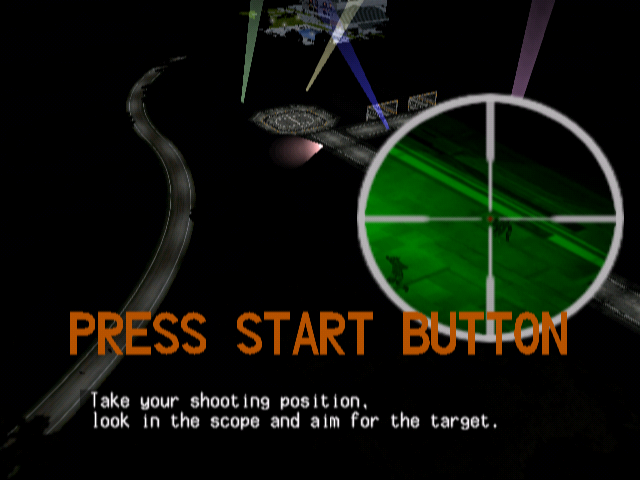 PRESS START BUTTON
Take your shooting position,
look in the scope and aim for the target.